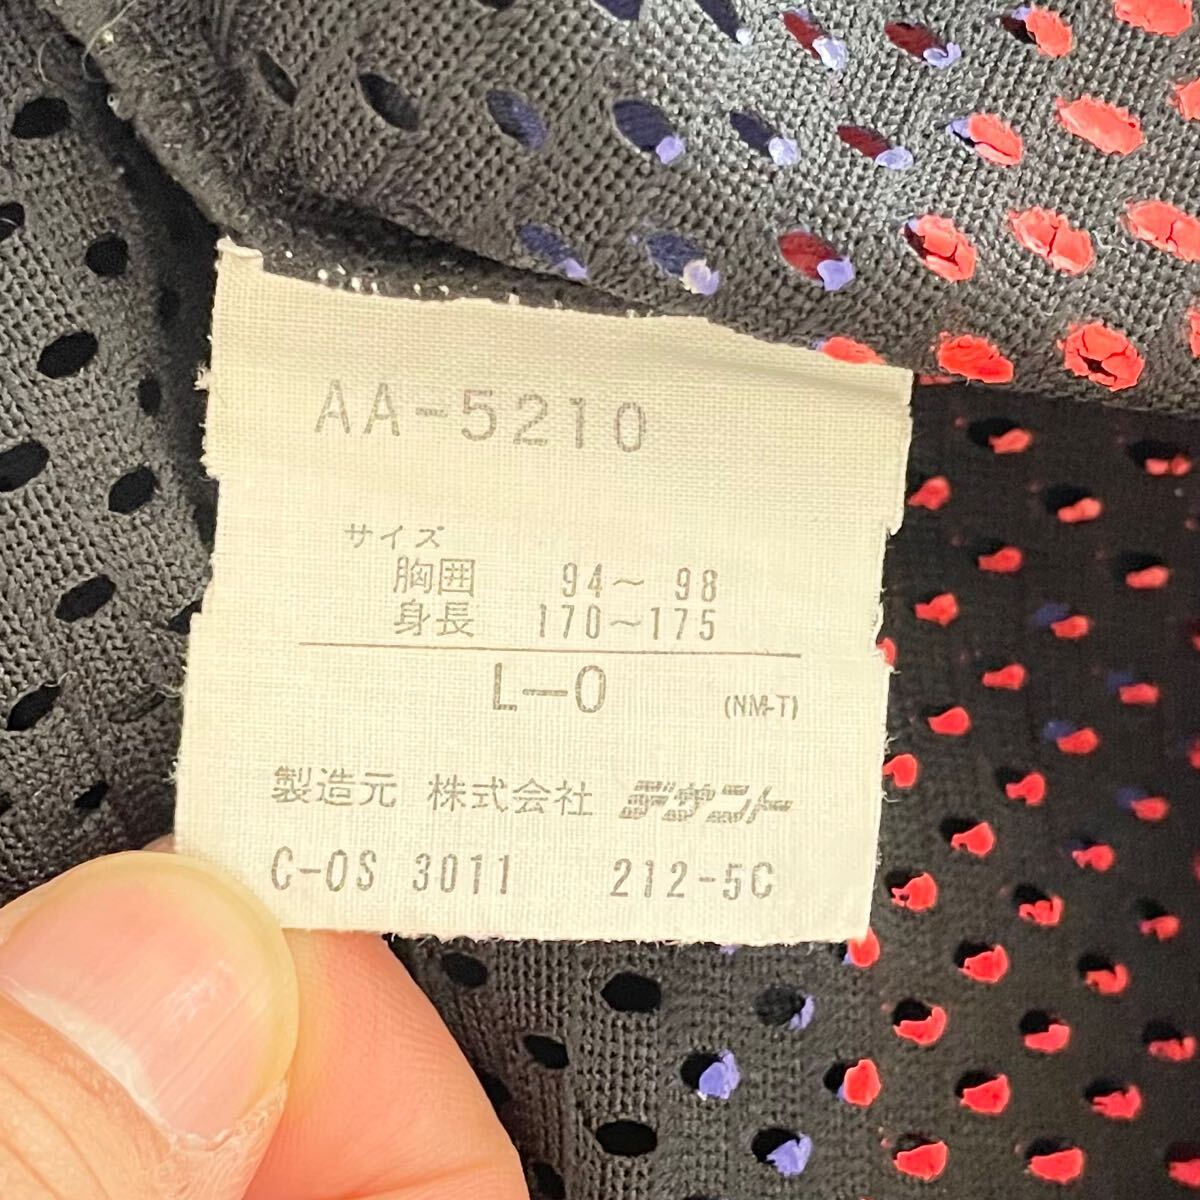 AA-5210
サイズ
胸囲 94～98
身長 170～175
L-O (NM-T)
製造元 株式会社 デサント
C-OS 3011 212-5C